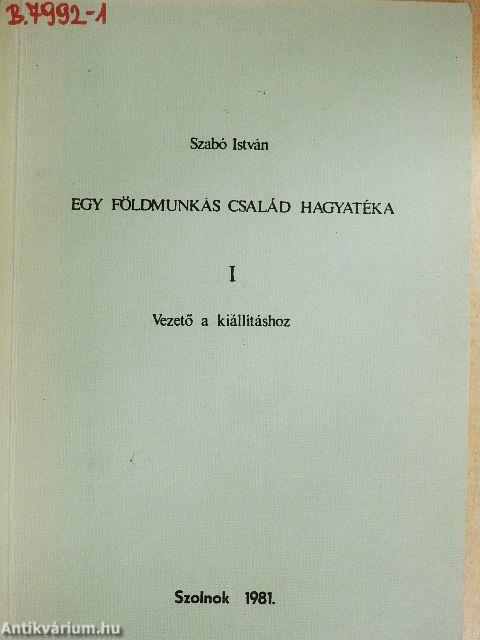 B.7992-1
Szabó István
EGY FÖLDMUNKÁS CSALÁD HAGYATÉKA
I
Vezető a kiállításhoz
Szolnok 1981.
Antikvárium.hu